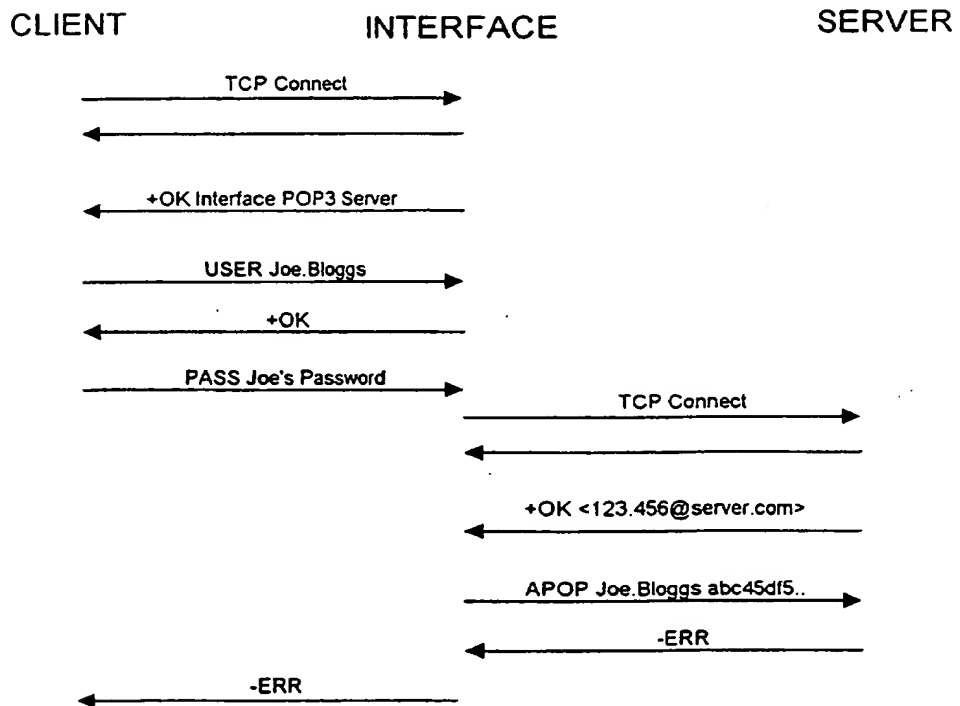 CLIENT INTERFACE SERVER
TCP Connect
+OK Interface POP3 Server
USER Joe.Bloggs
+OK
PASS Joe's Password
TCP Connect
+OK <123.456@server.com>
APOP Joe.Bloggs abc45df5..
-ERR
-ERR